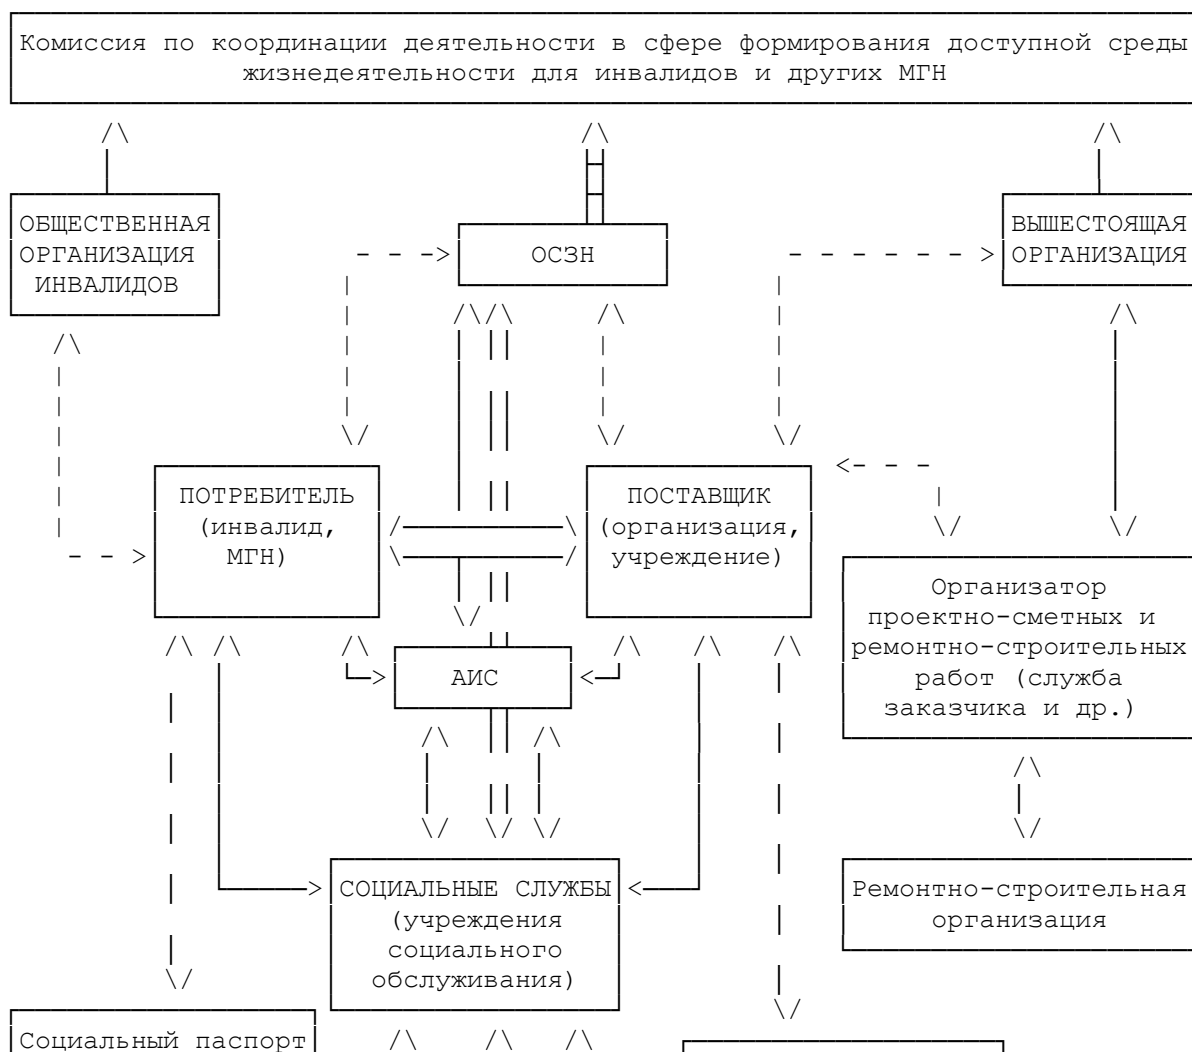 Комиссия по координации деятельности в сфере формирования доступной среды
жизнедеятельности для инвалидов и других МГН
ОБЩЕСТВЕННАЯ
ОРГАНИЗАЦИЯ
ИНВАЛИДОВ
ОСЗН
ВЫШЕСТОЯЩАЯ
ОРГАНИЗАЦИЯ
ПОТРЕБИТЕЛЬ
(инвалид,
МГН)
ПОСТАВЩИК
(организация,
учреждение)
Организатор
проектно-сметных и
ремонтно-строительных
работ (служба
заказчика и др.)
АИС
СОЦИАЛЬНЫЕ СЛУЖБЫ
(учреждения
социального
обслуживания)
Ремонтно-строительная
организация
Социальный паспорт